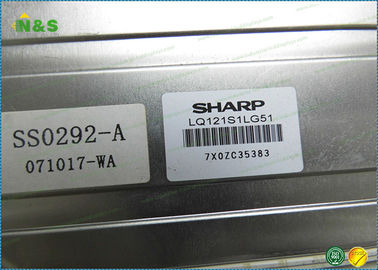 N&S
SS0292-A
071017-WA
SHARP
LQ121S1LG51
7X0ZC35383